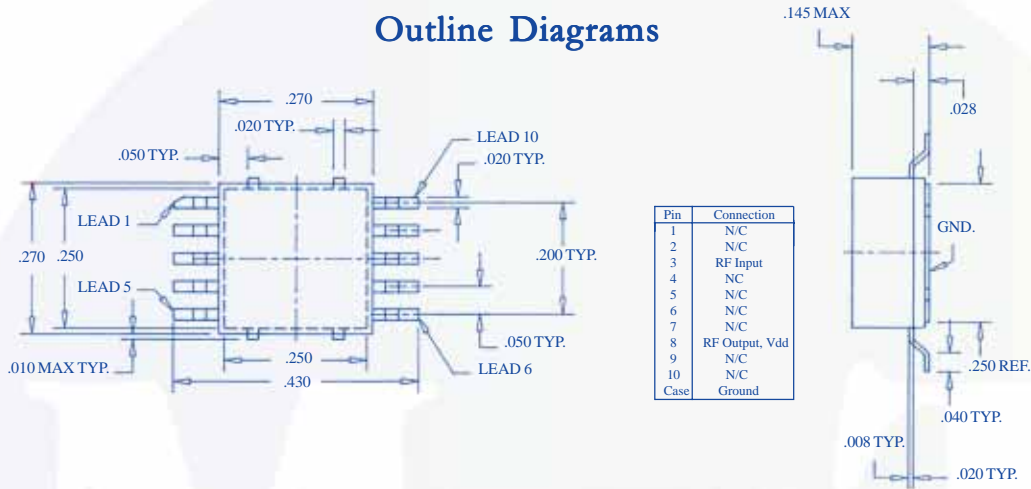 Outline Diagrams
.145 MAX
.028
.270
.020 TYP.
.050 TYP.
LEAD 10
.020 TYP.
LEAD 1
.270
.250
.200 TYP.
LEAD 5
.050 TYP.
.010 MAX TYP.
.250
LEAD 6
.430
Pin Connection
1 N/C
2 N/C
3 RF Input
4 NC
5 N/C
6 N/C
7 N/C
8 RF Output, Vdd
9 N/C
10 N/C
Case Ground
GND.
.250 REF.
.040 TYP.
.008 TYP.
.020 TYP.